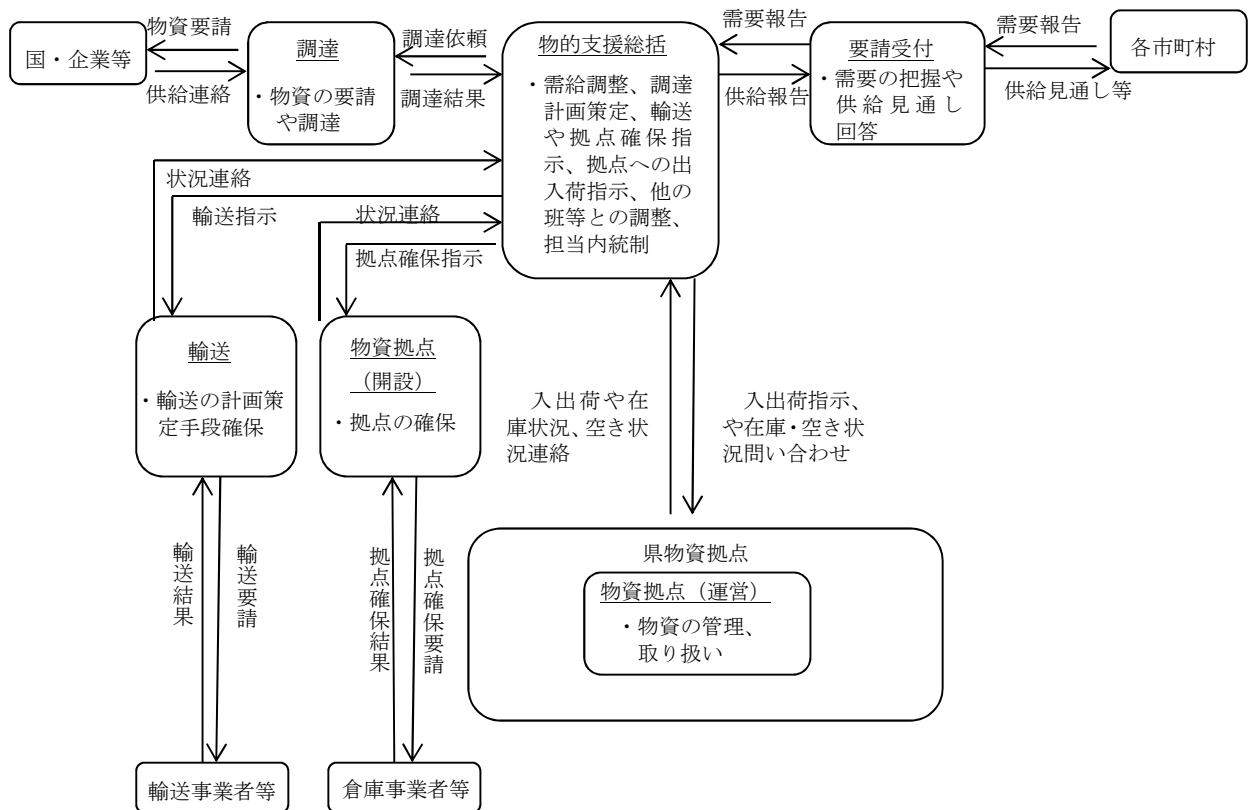 物資要請
国・企業等
供給連絡
調達
・物資の要請
や調達
調達依頼
調達結果
物的支援総括
・需給調整、調達
計画策定、輸送
や拠点確保指
示、拠点への出
入荷指示、他の
班等との調整、
担当内統制
需要報告
供給報告
要請受付
・需要の把握や
供給見通し
回答
需要報告
供給見通し等
各市町村
状況連絡
輸送指示
状況連絡
拠点確保指示
輸送
・輸送の計画策
定手段確保
物資拠点
（開設）
・拠点の確保
入出荷や在
庫状況、空き状
況連絡
入出荷指示、
や在庫・空き状
況問い合わせ
輸送結果
輸送要請
拠点確保結果
拠点確保要請
県物資拠点
物資拠点（運営）
・物資の管理、
取り扱い
輸送事業者等
倉庫事業者等